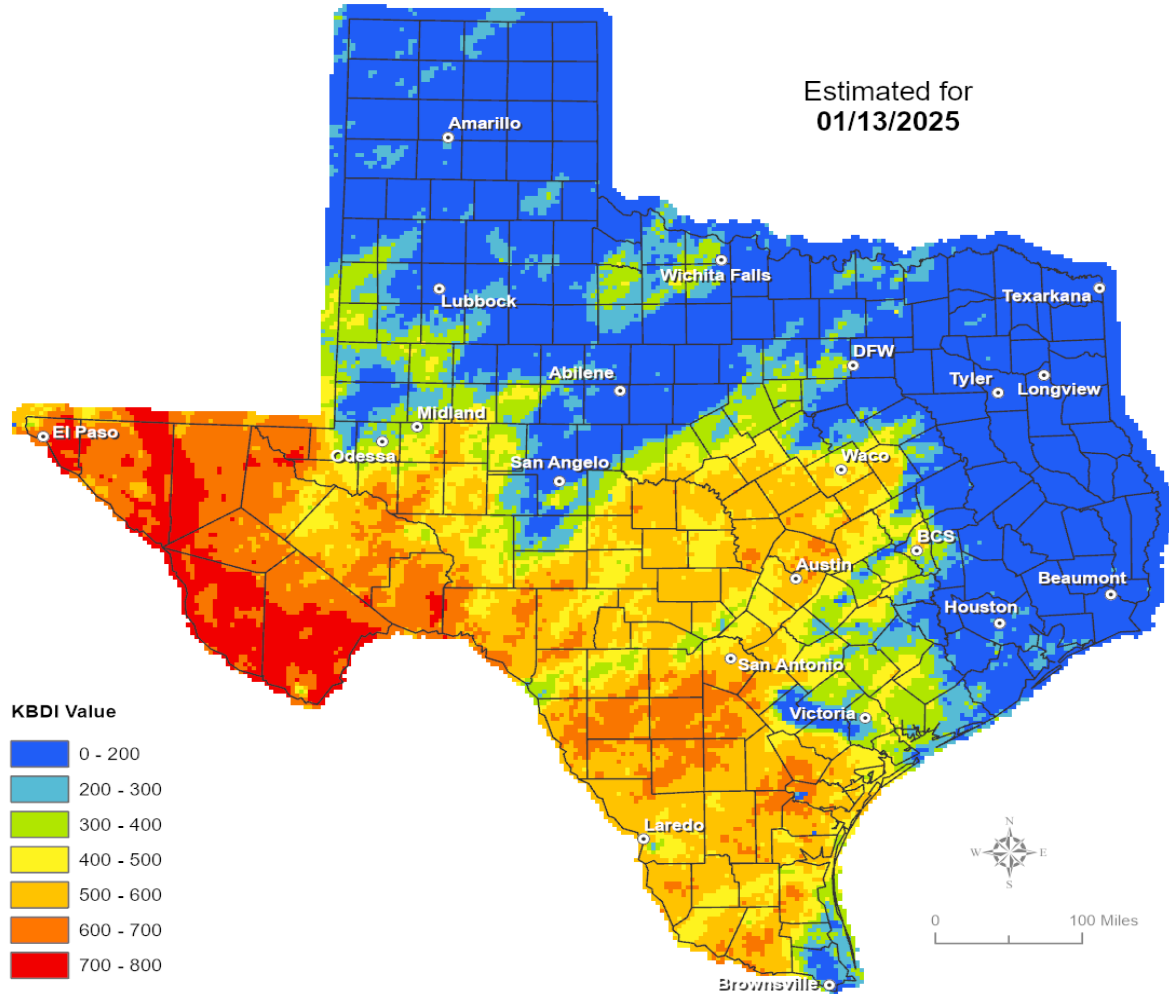 Estimated for
01/13/2025
Amarillo
Wichita Falls
Lubbock
Texarkana
DFW
Abilene
Tyler
Longview
Midland
El Paso
Odessa
San Angelo
Waco
BCS
Austin
Beaumont
Houston
San Antonio
Victoria
Laredo
Brownsville
KBDI Value
0 - 200
200 - 300
300 - 400
400 - 500
500 - 600
600 - 700
700 - 800
N
W E
S
0 100 Miles